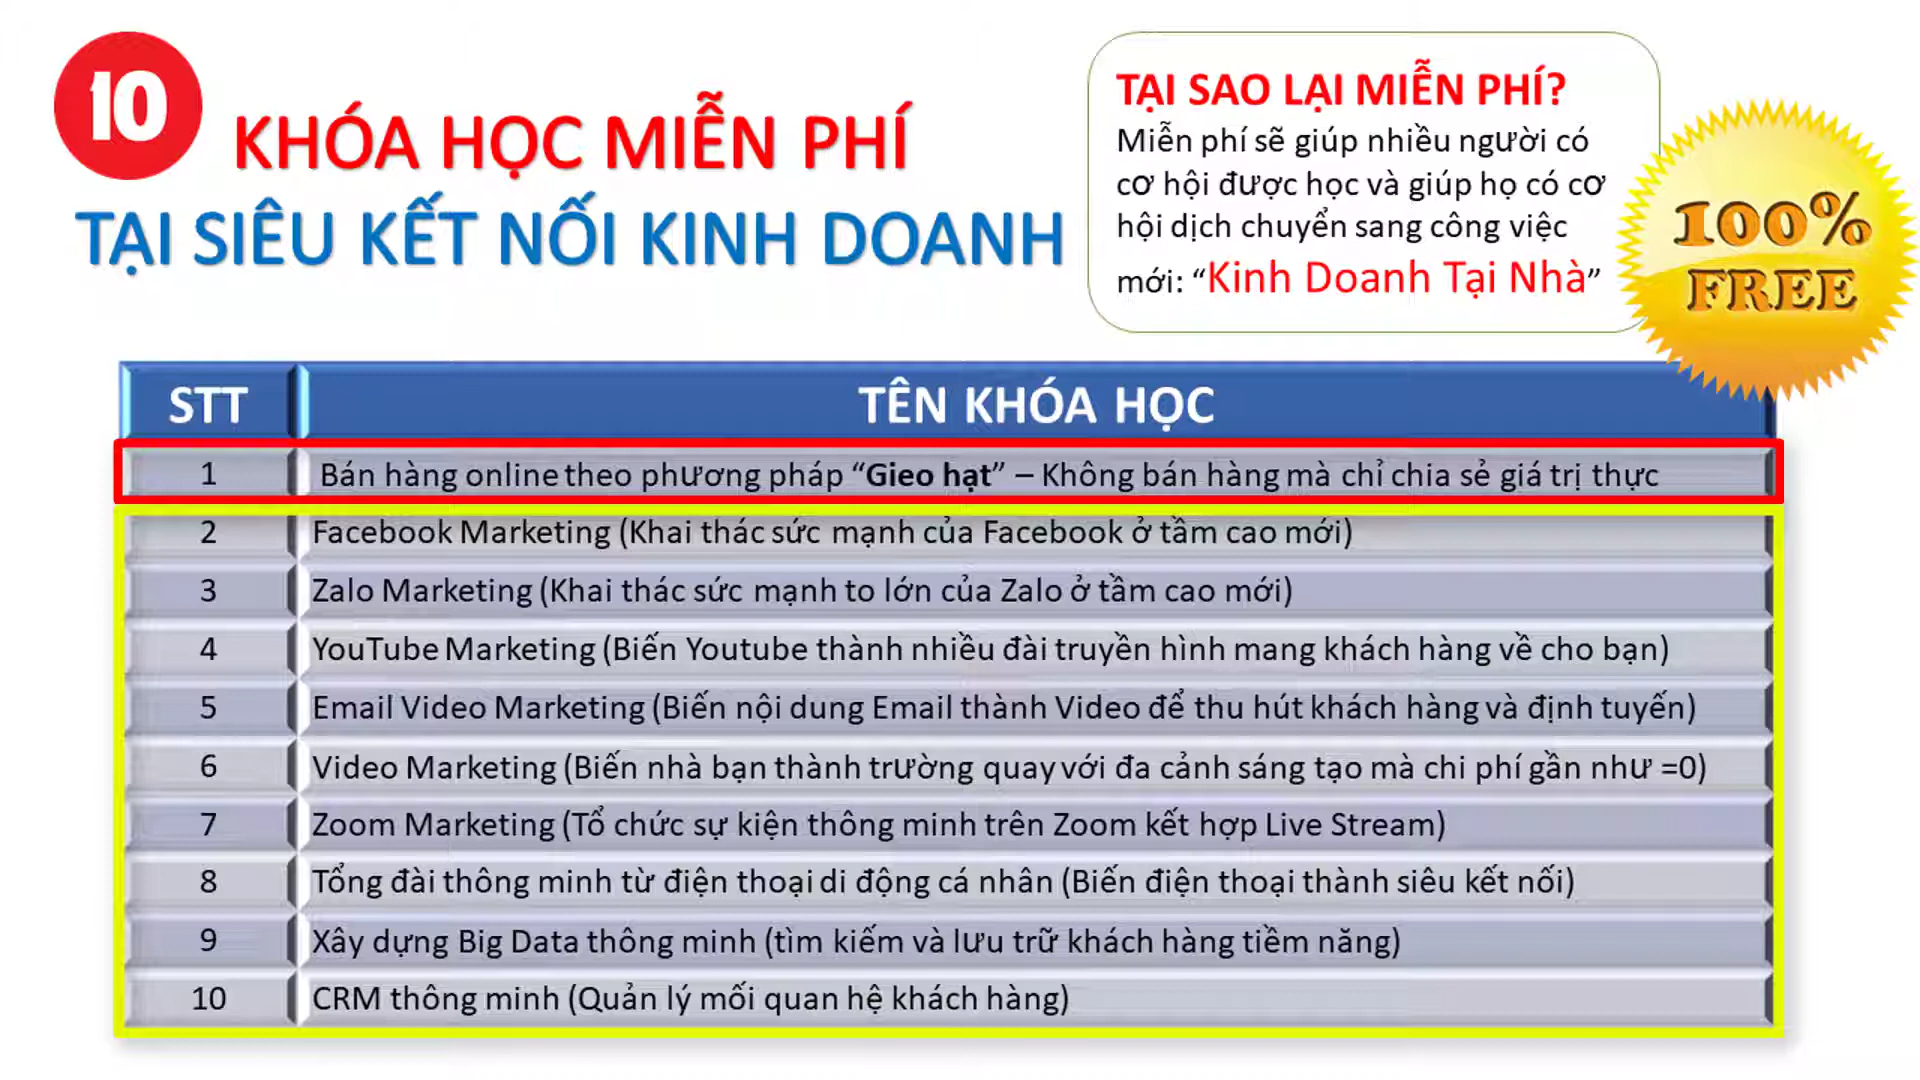 10
KHÓA HỌC MIỄN PHÍ
TẠI SIÊU KẾT NỐI KINH DOANH
TẠI SAO LẠI MIỄN PHÍ?
Miễn phí sẽ giúp nhiều người có
cơ hội được học và giúp họ có cơ
hội dịch chuyển sang công việc
mới: “Kinh Doanh Tại Nhà”
100%
FREE
STT TÊN KHÓA HỌC
1 Bán hàng online theo phương pháp “Gieo hạt” – Không bán hàng mà chỉ chia sẻ giá trị thực
2 Facebook Marketing (Khai thác sức mạnh của Facebook ở tầm cao mới)
3 Zalo Marketing (Khai thác sức mạnh to lớn của Zalo ở tầm cao mới)
4 YouTube Marketing (Biến Youtube thành nhiều đài truyền hình mang khách hàng về cho bạn)
5 Email Video Marketing (Biến nội dung Email thành Video để thu hút khách hàng và định tuyến)
6 Video Marketing (Biến nhà bạn thành trường quay với đa cảnh sáng tạo mà chi phí gần như =0)
7 Zoom Marketing (Tổ chức sự kiện thông minh trên Zoom kết hợp Live Stream)
8 Tổng đài thông minh từ điện thoại di động cá nhân (Biến điện thoại thành siêu kết nối)
9 Xây dựng Big Data thông minh (tìm kiếm và lưu trữ khách hàng tiềm năng)
10 CRM thông minh (Quản lý mối quan hệ khách hàng)